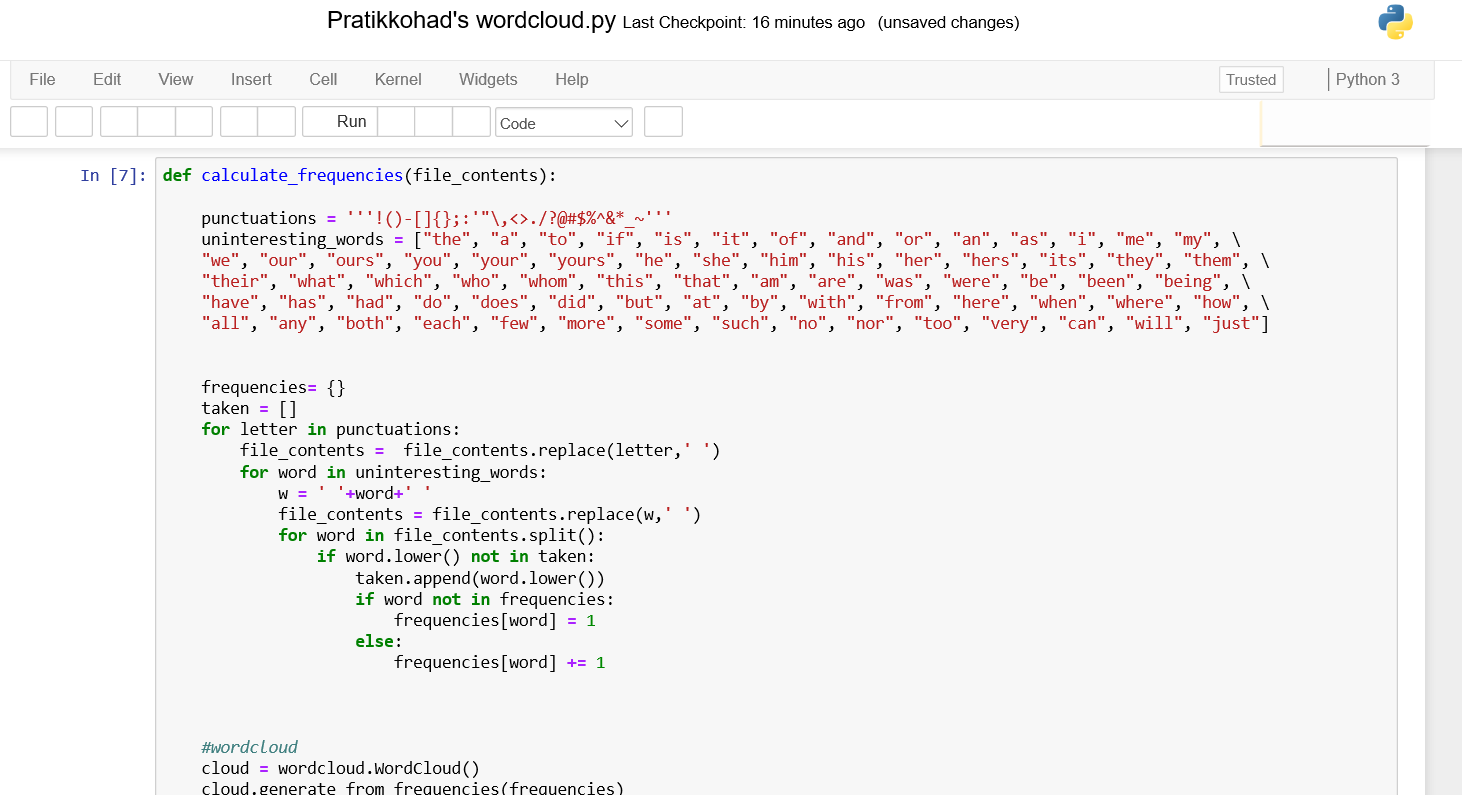 Pratikkohad's wordcloud.py Last Checkpoint: 16 minutes ago (unsaved changes)
File Edit View Insert Cell Kernel Widgets Help Trusted Python 3
Run Code
In [7]: def calculate_frequencies(file_contents):
punctuations = '''!()-[]{};:'"\,<>./?@#$%^&*_~'''
uninteresting_words = ["the", "a", "to", "if", "is", "it", "of", "and", "or", "an", "as", "i", "me", "my", \
"we", "our", "ours", "you", "your", "yours", "he", "she", "him", "his", "her", "hers", "its", "they", "them", \
"their", "what", "which", "who", "whom", "this", "that", "am", "are", "was", "were", "be", "been", "being", \
"have", "has", "had", "do", "does", "did", "but", "at", "by", "with", "from", "here", "when", "where", "how", \
"all", "any", "both", "each", "few", "more", "some", "such", "no", "nor", "too", "very", "can", "will", "just"]
frequencies= {}
taken = []
for letter in punctuations:
file_contents =  file_contents.replace(letter,' ')
for word in uninteresting_words:
w = ' '+word+' '
file_contents = file_contents.replace(w,' ')
for word in file_contents.split():
if word.lower() not in taken:
taken.append(word.lower())
if word not in frequencies:
frequencies[word] = 1
else:
frequencies[word] += 1
#wordcloud
cloud = wordcloud.WordCloud()
cloud.generate_from_frequencies(frequencies)